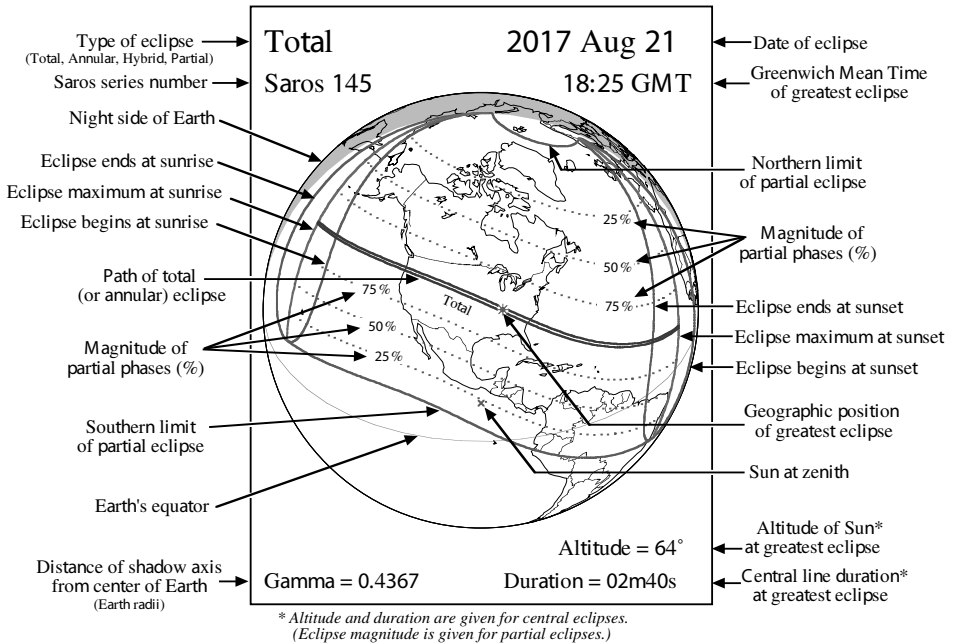 Type of eclipse
(Total, Annular, Hybrid, Partial)
Saros series number
Night side of Earth
Eclipse ends at sunrise
Eclipse maximum at sunrise
Eclipse begins at sunrise
Path of total
(or annular) eclipse
Magnitude of
partial phases (%)
Southern limit
of partial eclipse
Earth's equator
Distance of shadow axis
from center of Earth
(Earth radii)
Total
2017 Aug 21
Saros 145
18:25 GMT
25%
50%
75%
75%
Total
50%
25%
Altitude = 64°
Gamma = 0.4367
Duration = 02m40s
Date of eclipse
Greenwich Mean Time
of greatest eclipse
Northern limit
of partial eclipse
Magnitude of
partial phases (%)
Eclipse ends at sunset
Eclipse maximum at sunset
Eclipse begins at sunset
Geographic position
of greatest eclipse
Sun at zenith
Altitude of Sun*
at greatest eclipse
Central line duration*
at greatest eclipse
* Altitude and duration are given for central eclipses.
(Eclipse magnitude is given for partial eclipses.)